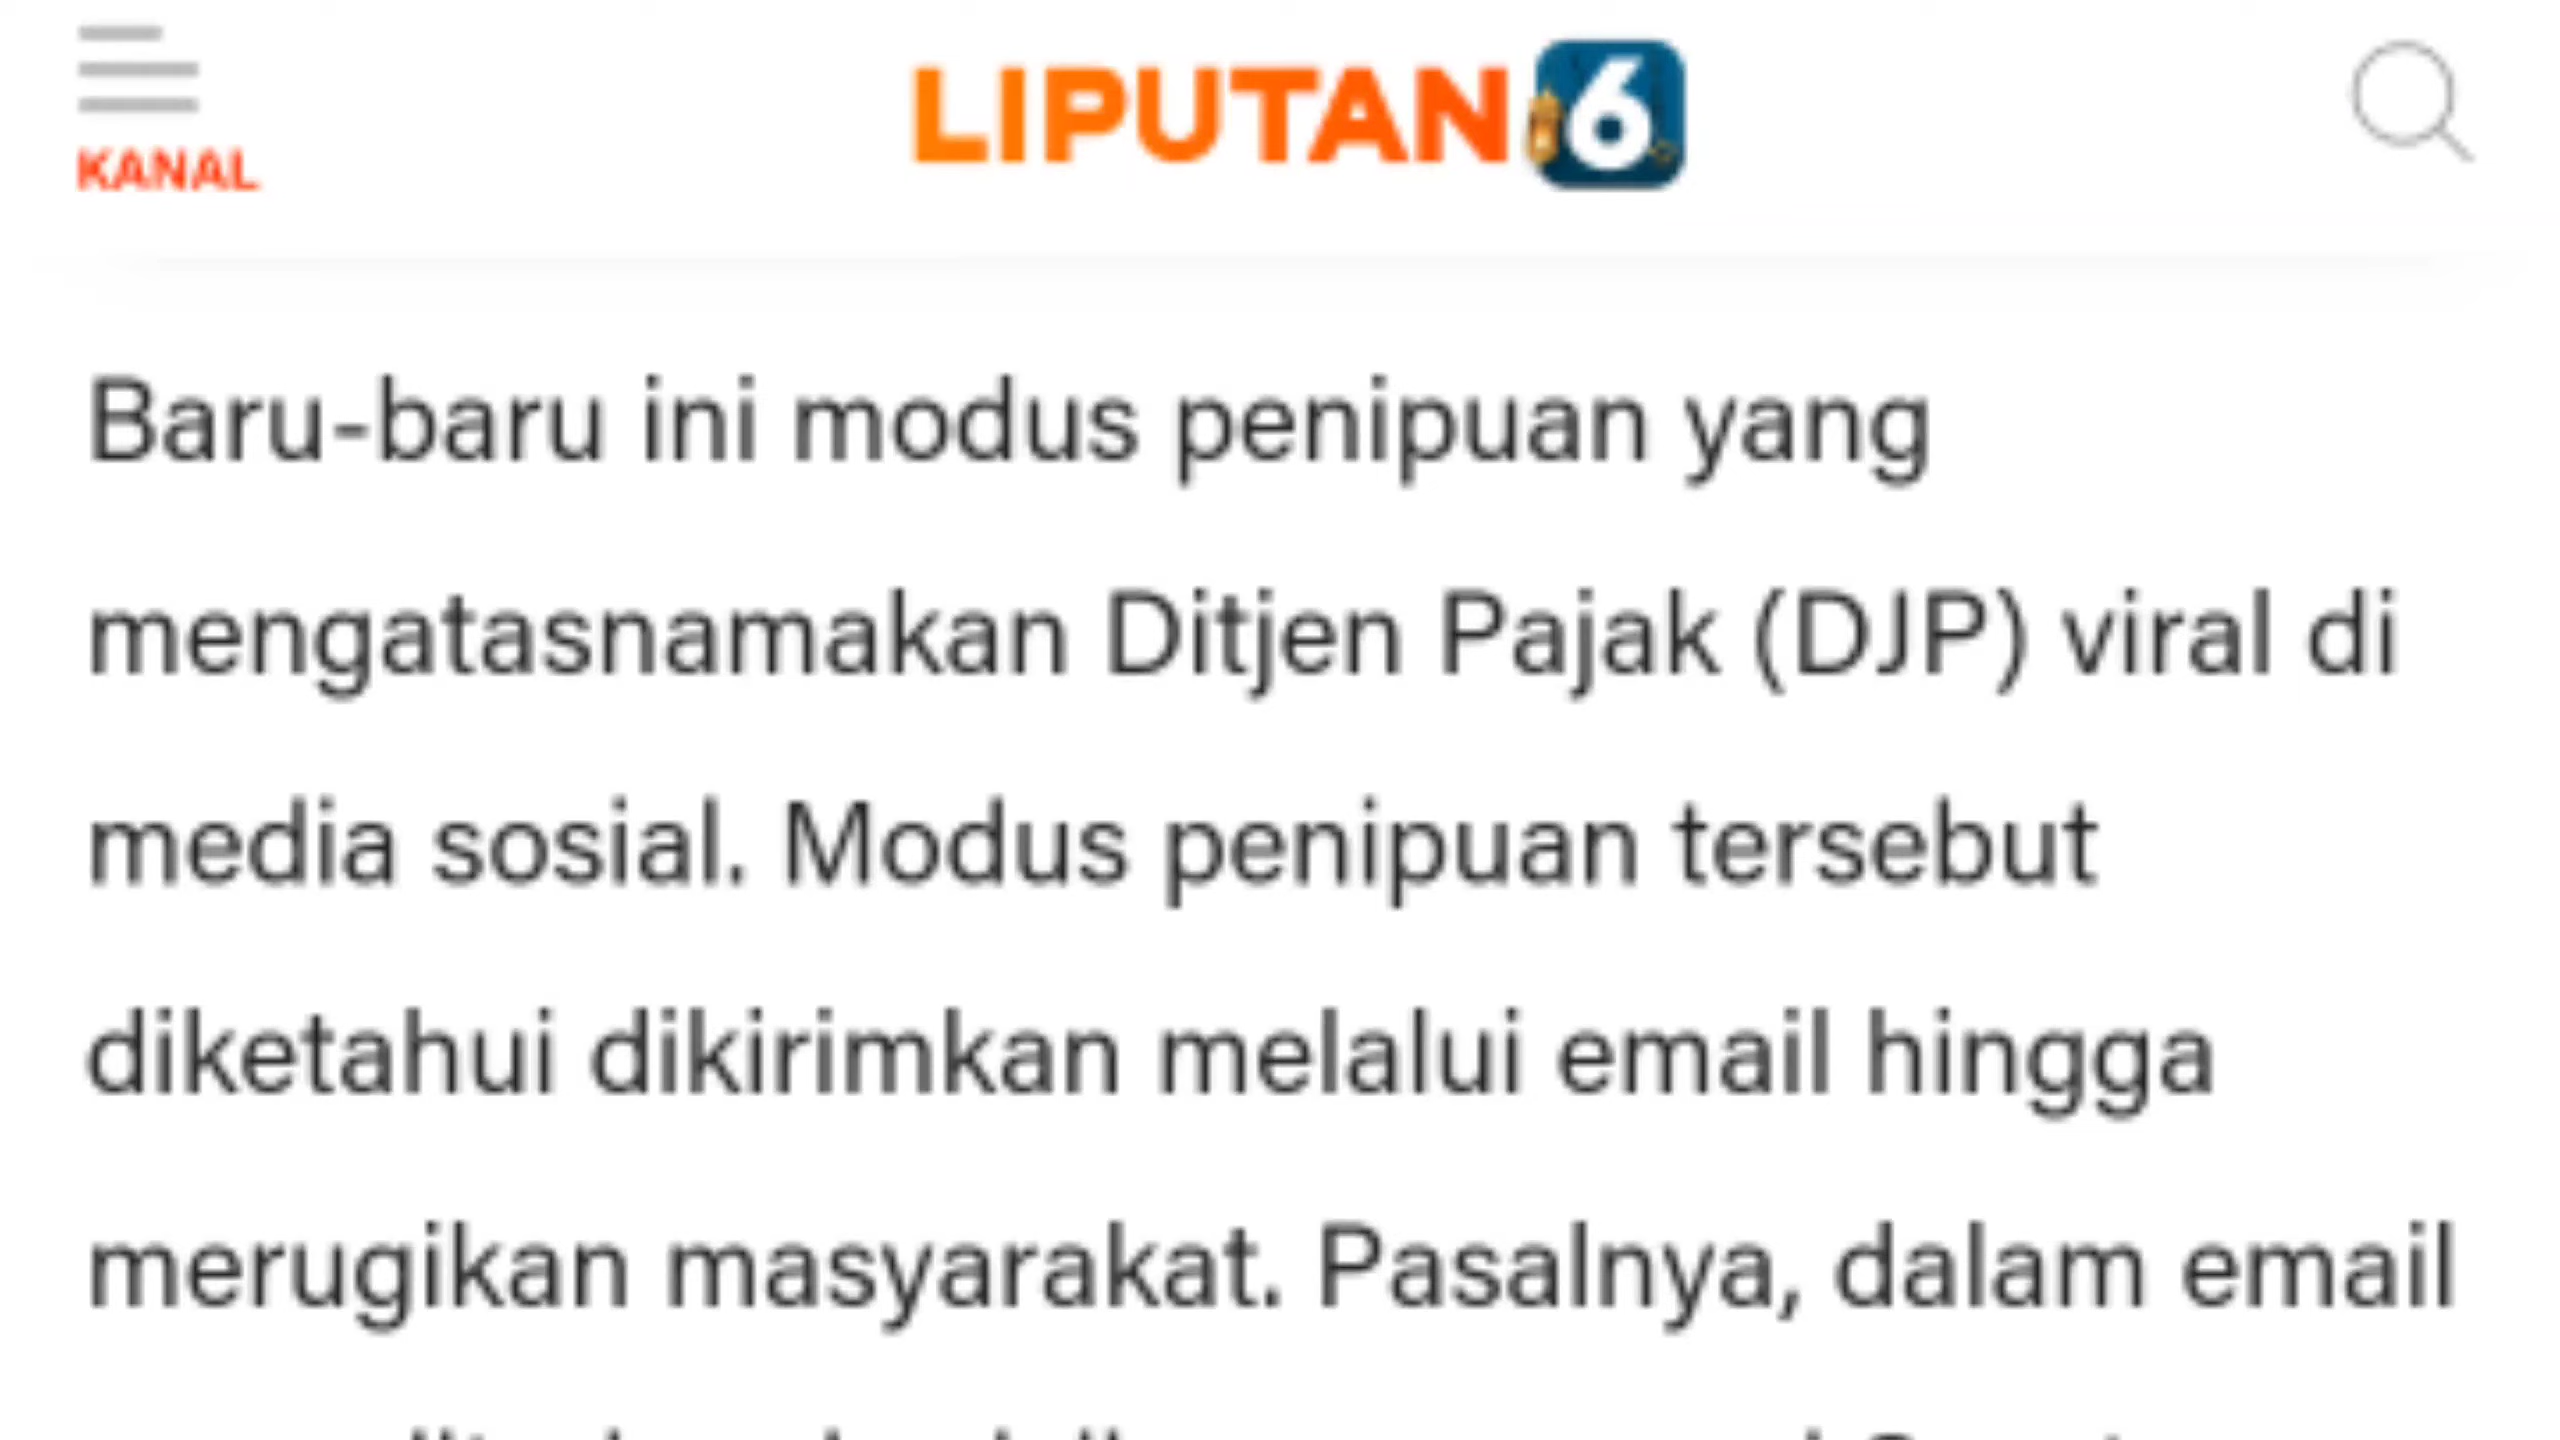 KANAL
LIPUTAN6
Baru-baru ini modus penipuan yang
mengatasnamakan Ditjen Pajak (DJP) viral di
media sosial. Modus penipuan tersebut
diketahui dikirimkan melalui email hingga
merugikan masyarakat. Pasalnya, dalam email